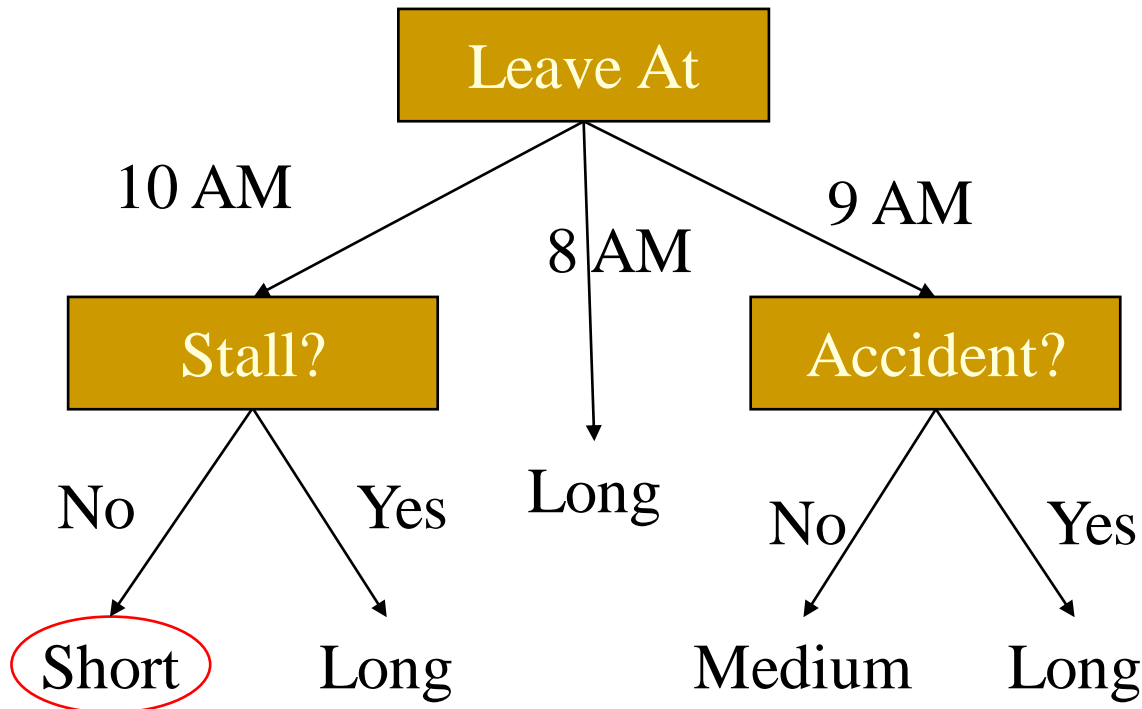 Leave At
10 AM
8 AM
9 AM
Stall?
Accident?
No
Yes
Long
No
Yes
Short
Long
Medium
Long